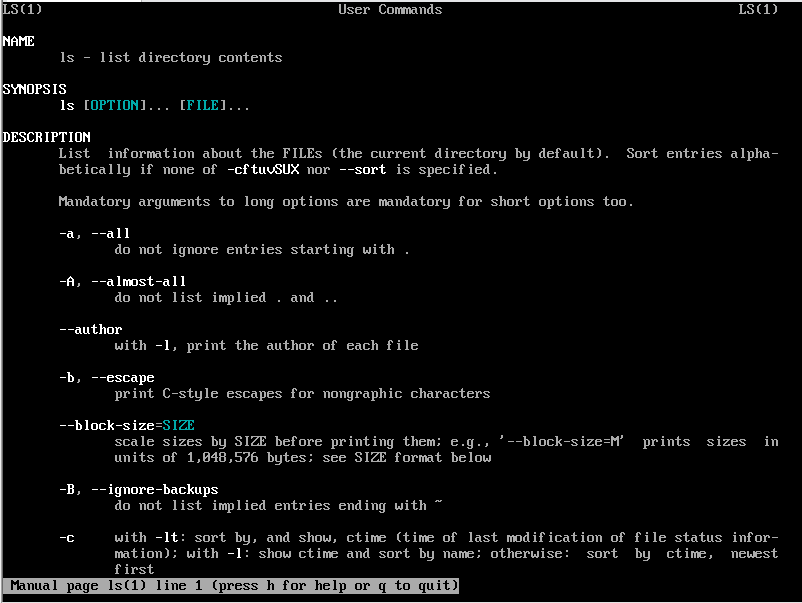 LS(1) User Commands LS(1)
NAME
ls - list directory contents
SYNOPSIS
ls [OPTION]... [FILE]...
DESCRIPTION
List information about the FILEs (the current directory by default). Sort entries alpha-
betically if none of -cftuvSUX nor --sort is specified.
Mandatory arguments to long options are mandatory for short options too.
-a, --all
do not ignore entries starting with .
-A, --almost-all
do not list implied . and ..
--author
with -l, print the author of each file
-b, --escape
print C-style escapes for nongraphic characters
--block-size=SIZE
scale sizes by SIZE before printing them; e.g., '--block-size=M' prints sizes in
units of 1,048,576 bytes; see SIZE format below
-B, --ignore-backups
do not list implied entries ending with ~
-c with -lt: sort by, and show, ctime (time of last modification of file status infor-
mation); with -l: show ctime and sort by name; otherwise: sort by ctime, newest
first
Manual page ls(1) line 1 (press h for help or q to quit)